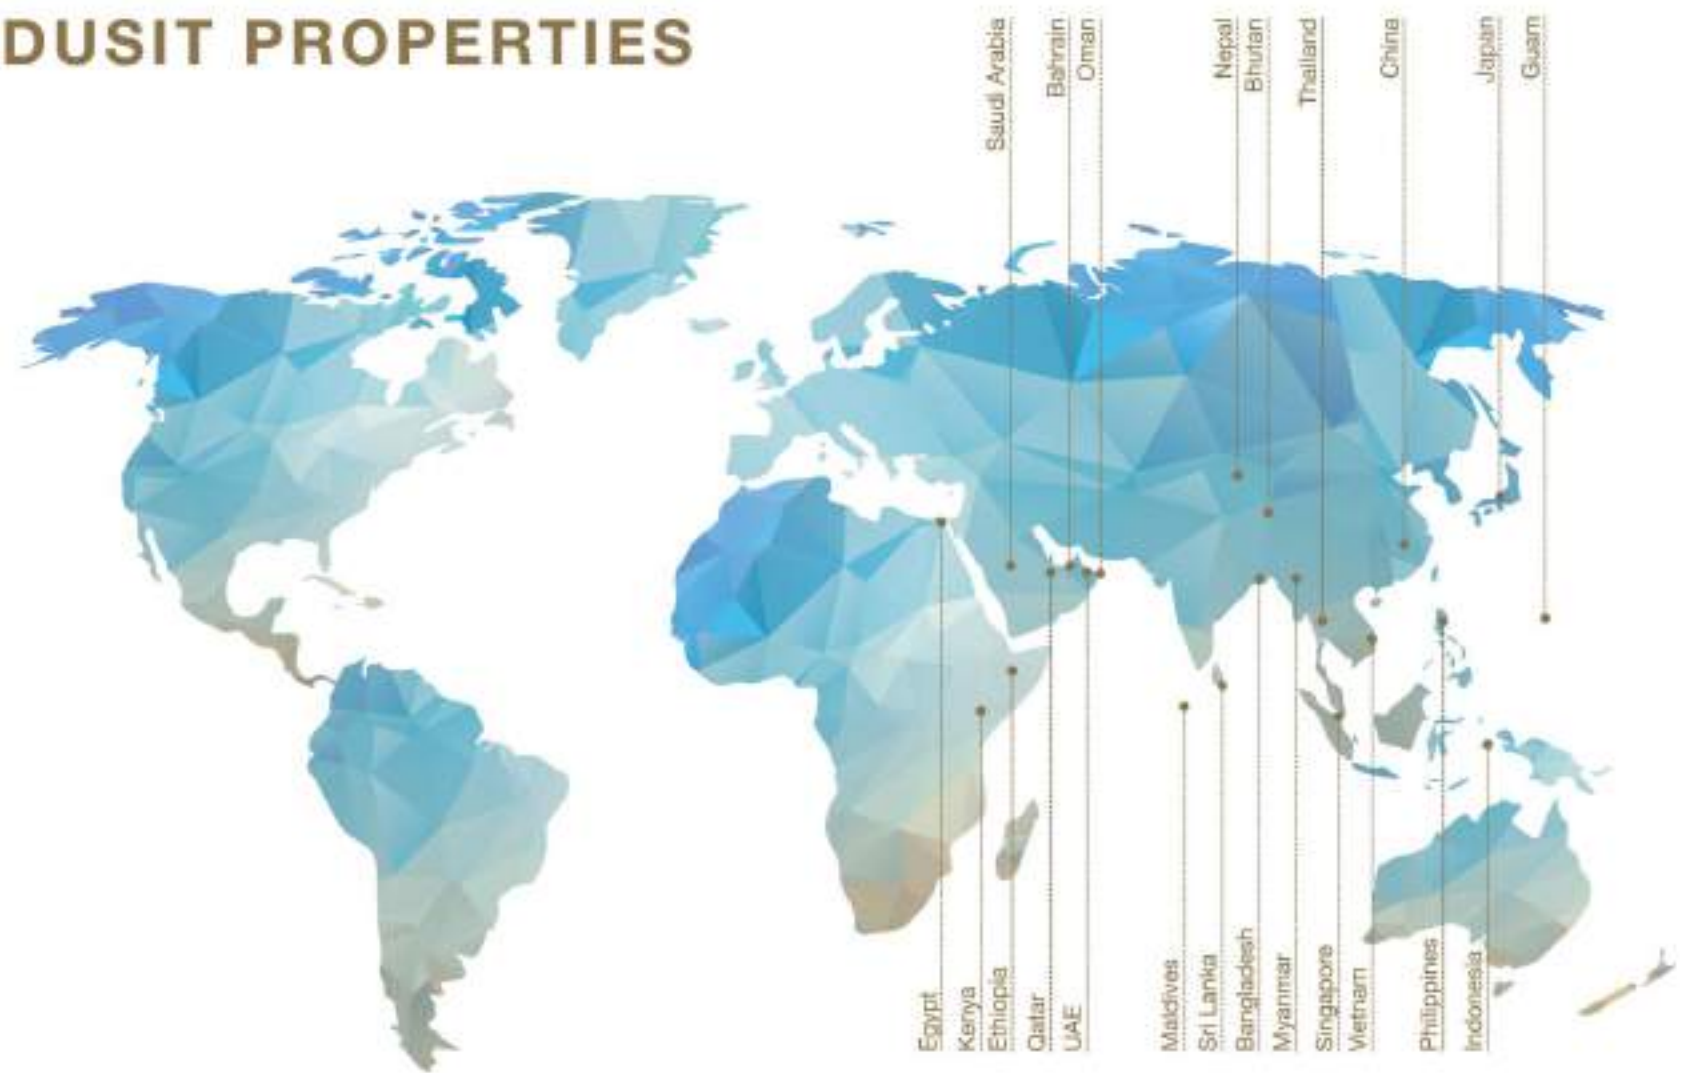 DUSIT PROPERTIES
Saudi Arabia
Bahrain
Oman
Nepal
Bhutan
Thailand
China
Japan
Guam
Egypt
Kenya
Ethiopia
Qatar
UAE
Maldives
Sri Lanka
Bangladesh
Myanmar
Singapore
Vietnam
Philippines
Indonesia